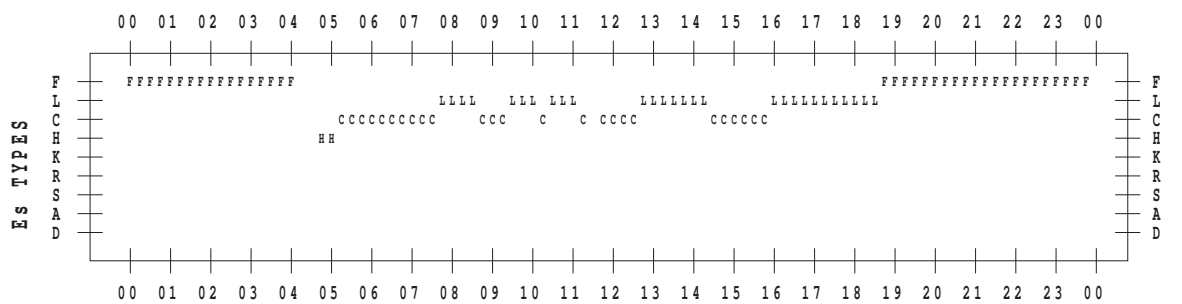 00 01 02 03 04 05 06 07 08 09 10 11 12 13 14 15 16 17 18 19 20 21 22 23 00
F FFFFFFFFFFFFFFFFF FFFFFFFFFFFFFFFFFFFFF F
L LLLL LLL LLL LLLLLLL LLLLLLLLLLL L
C CCCCCCCCCC CCC C C CCCC CCCCCC C
H HH H
K K
R R
S S
A A
D D
Es TYPES
00 01 02 03 04 05 06 07 08 09 10 11 12 13 14 15 16 17 18 19 20 21 22 23 00